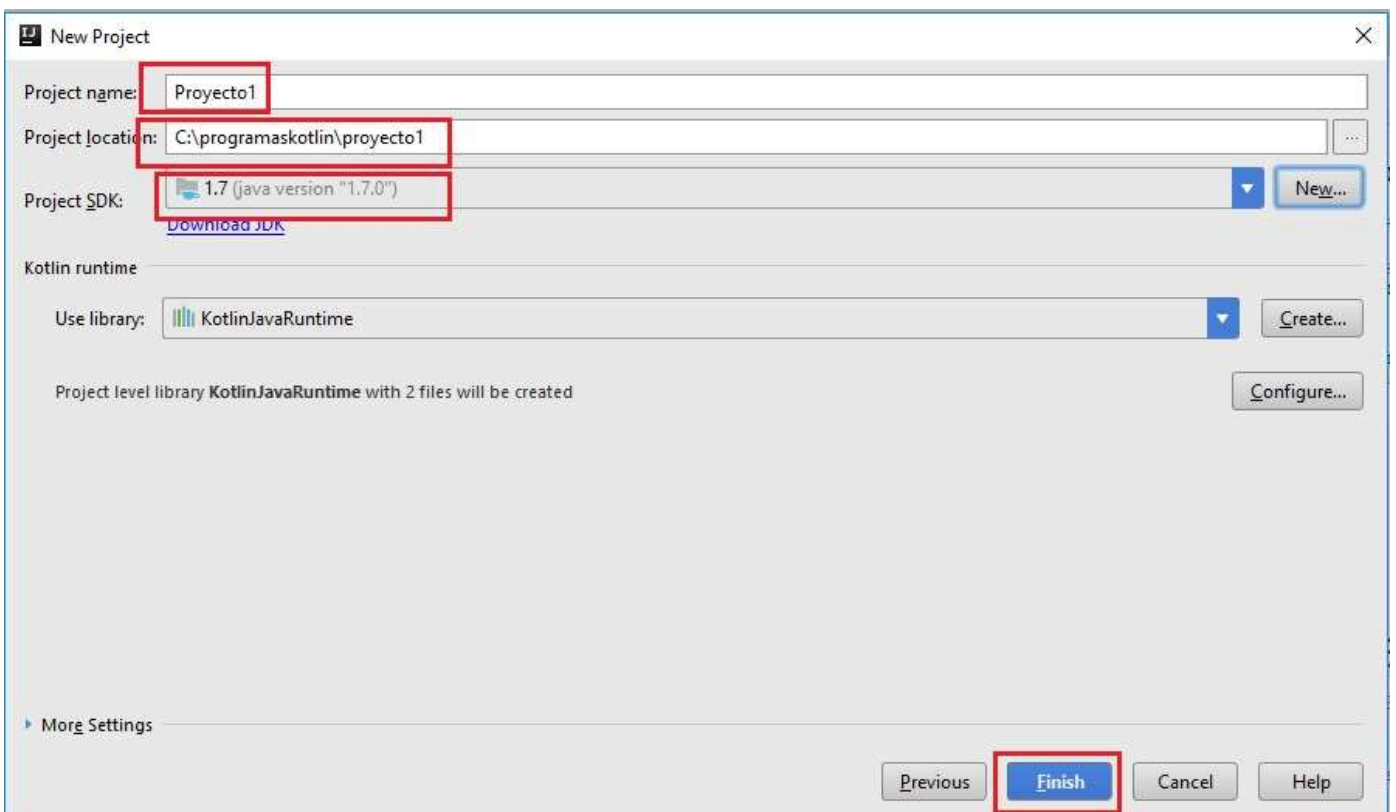 New Project
Project name: Proyecto1
Project location: C:\programaskotlin\proyecto1 ...
Project SDK: 1.7 (java version "1.7.0") New...
Download JDK
Kotlin runtime
Use library: KotlinJavaRuntime Create...
Project level library KotlinJavaRuntime with 2 files will be created Configure...
More Settings
Previous Finish Cancel Help